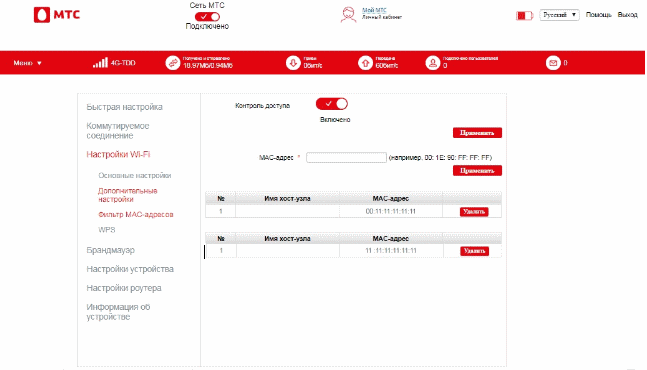 МТС
Сеть МТС
Подключено
Мой МТС
Личный кабинет
Русский
Помощь
Выход
Меню
4G-TDD
Получено и отправлено
18.97Мб/0.94Мб
Прием
0бит/с
Передача
60бит/с
Подключено пользователей
0
0
Быстрая настройка
Коммутируемое
соединение
Настройки Wi-Fi
Основные настройки
Дополнительные
настройки
Фильтр MAC-адресов
WPS
Брандмауэр
Настройки устройства
Настройки роутера
Информация об
устройстве
Контроль доступа
Включено
Применить
MAC-адрес * (например, 00: 1E: 90: FF: FF: FF)
Применить
№ Имя хост-узла MAC-адрес
1 00:11:11:11:11:11 Удалить
№ Имя хост-узла MAC-адрес
1 11:11:11:11:11:11 Удалить